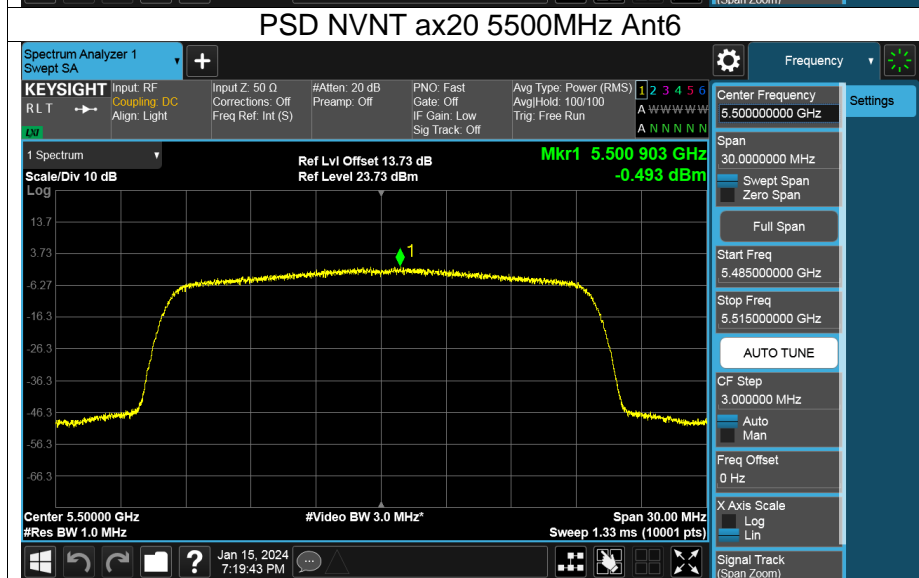 (Span Zoom)
PSD NVNT ax20 5500MHz Ant6
Spectrum Analyzer 1
Swept SA
+
Frequency
KEYSIGHT
RLT
LXI
Input: RF
Coupling: DC
Align: Light
Input Z: 50 Ω
Corrections: Off
Freq Ref: Int (S)
#Atten: 20 dB
Preamp: Off
PNO: Fast
Gate: Off
IF Gain: Low
Sig Track: Off
Avg Type: Power (RMS)
Avg|Hold: 100/100
Trig: Free Run
1 2 3 4 5 6
A W W W W W
A N N N N N
1 Spectrum
Scale/Div 10 dB
Log
Ref Lvl Offset 13.73 dB
Ref Level 23.73 dBm
Mkr1 5.500 903 GHz
-0.493 dBm
1
13.7
3.73
-6.27
-16.3
-26.3
-36.3
-46.3
-56.3
-66.3
Center 5.50000 GHz
#Res BW 1.0 MHz
#Video BW 3.0 MHz*
Span 30.00 MHz
Sweep 1.33 ms (10001 pts)
Center Frequency
5.500000000 GHz
Span
30.0000000 MHz
Swept Span
Zero Span
Full Span
Start Freq
5.485000000 GHz
Stop Freq
5.515000000 GHz
AUTO TUNE
CF Step
3.000000 MHz
Auto
Man
Freq Offset
0 Hz
X Axis Scale
Log
Lin
Signal Track
(Span Zoom)
Settings
?
Jan 15, 2024
7:19:43 PM